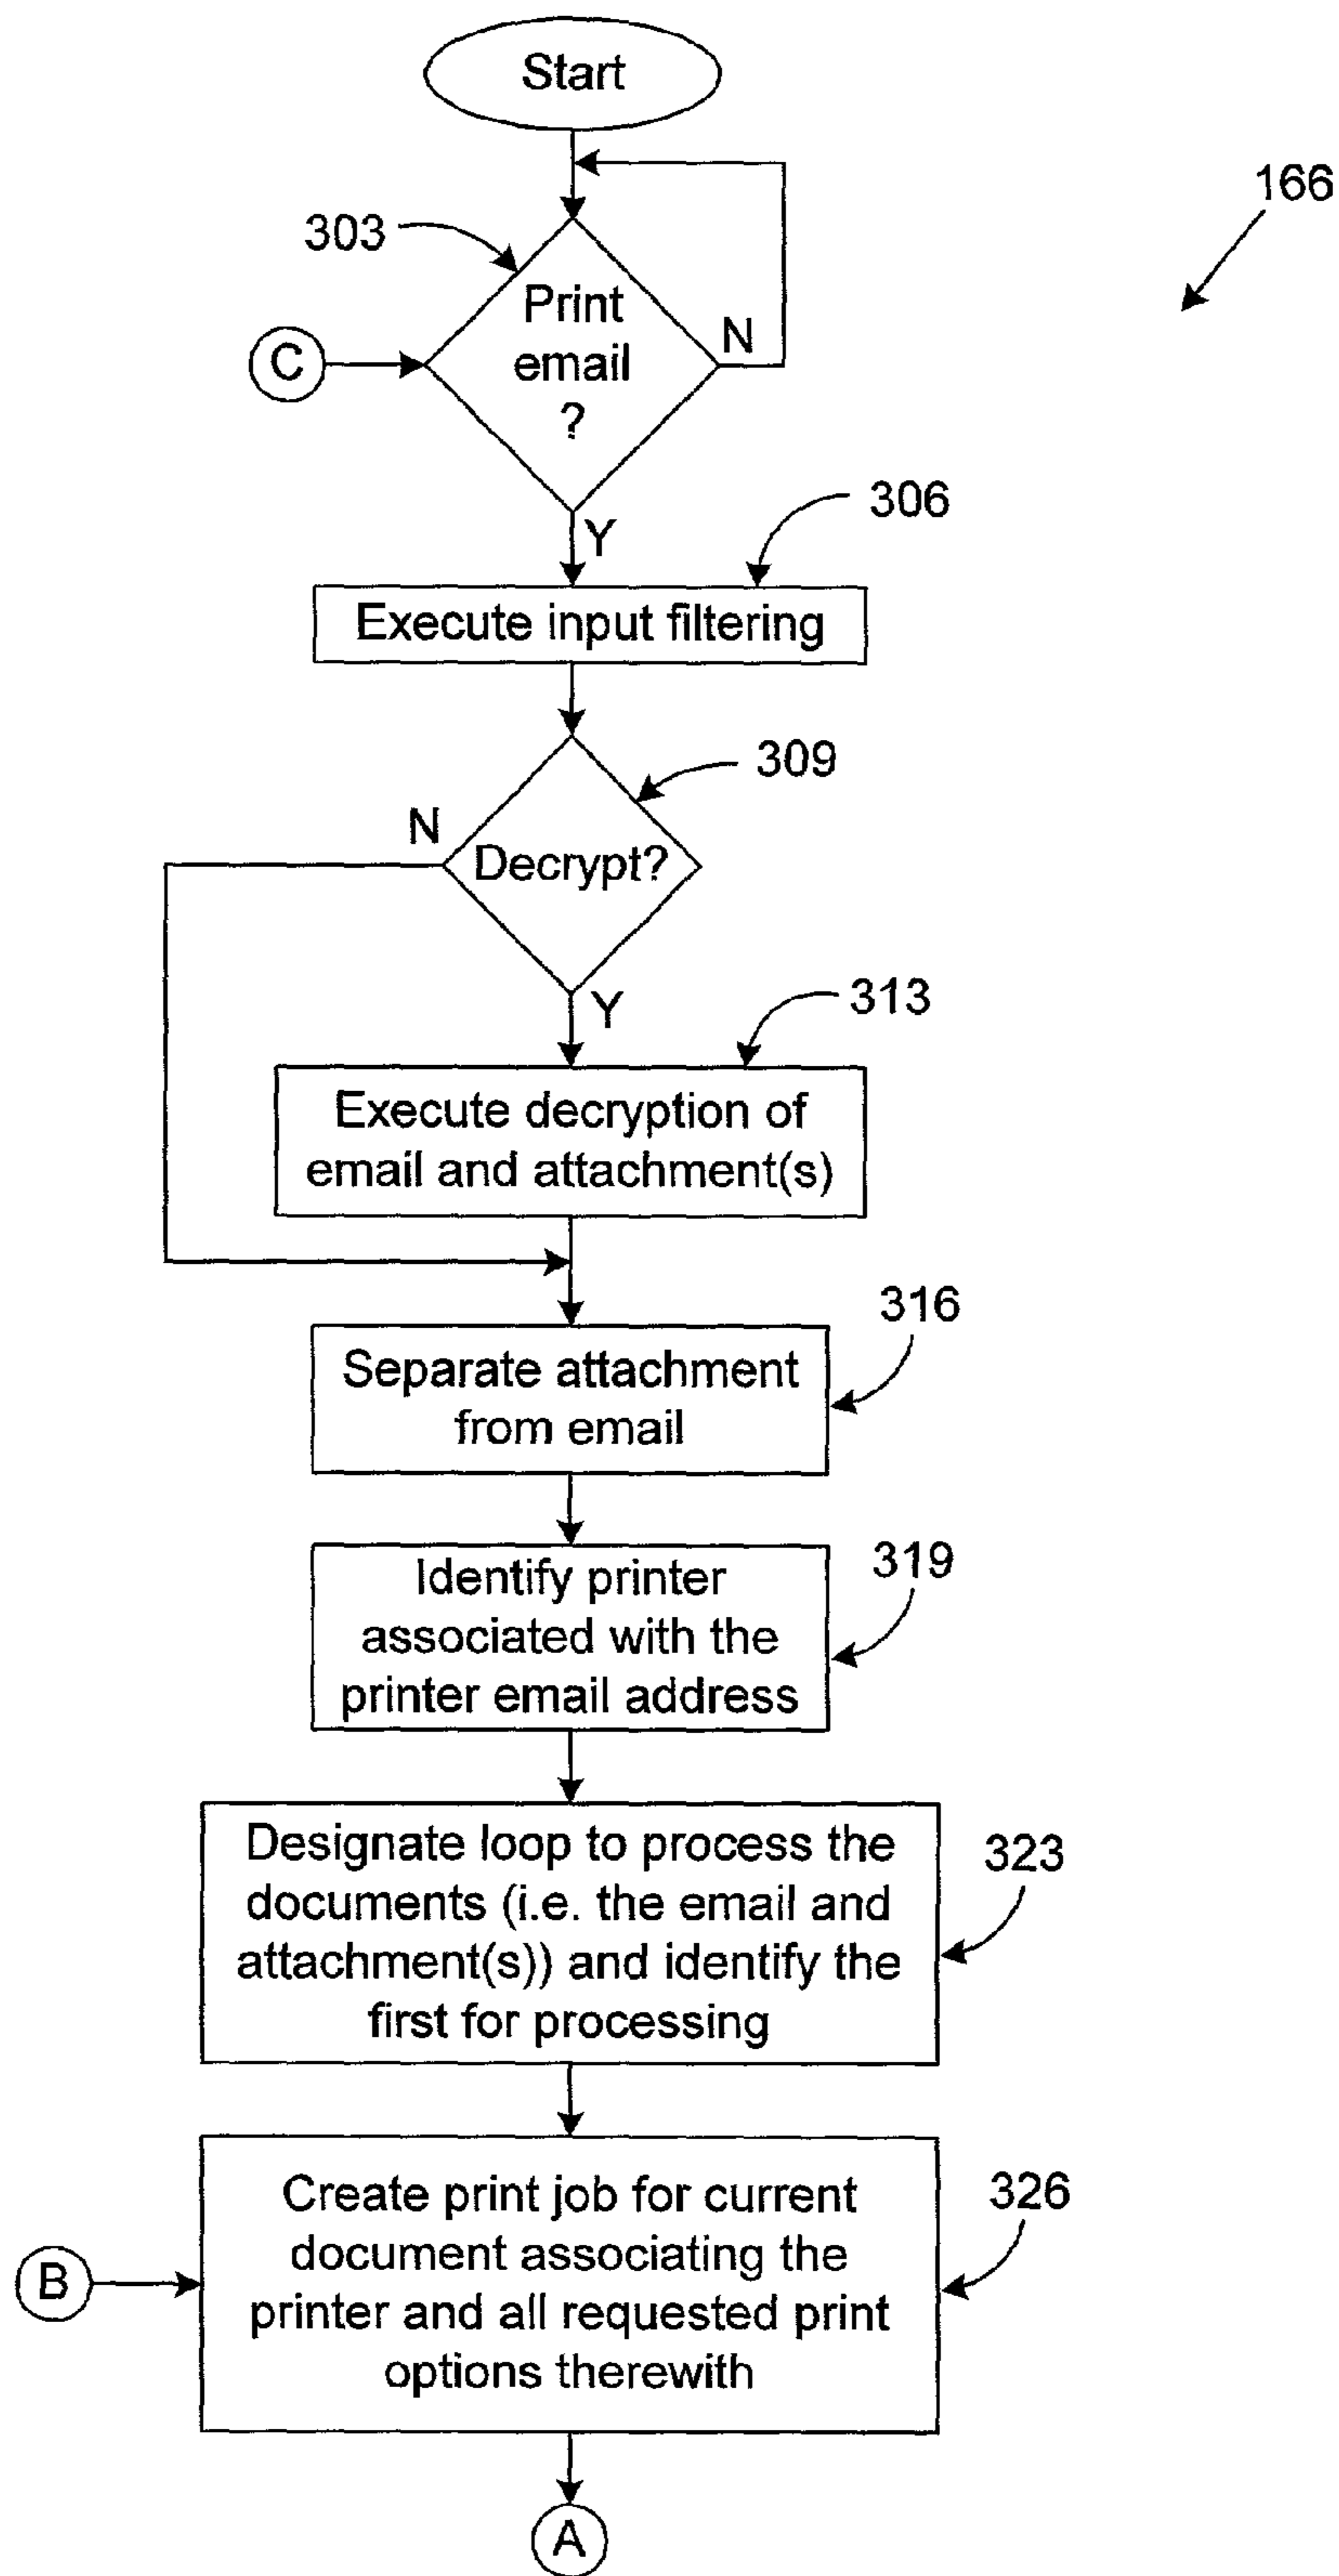 Start
166
303
Print
email
?
N
C
Y
306
Execute input filtering
309
N
Decrypt?
Y
313
Execute decryption of
email and attachment(s)
316
Separate attachment
from email
319
Identify printer
associated with the
printer email address
323
Designate loop to process the
documents (i.e. the email and
attachment(s)) and identify the
first for processing
326
Create print job for current
document associating the
printer and all requested print
options therewith
B
A